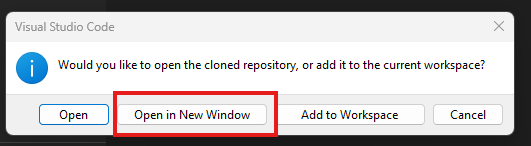 Visual Studio Code
Would you like to open the cloned repository, or add it to the current workspace?
Open
Open in New Window
Add to Workspace
Cancel